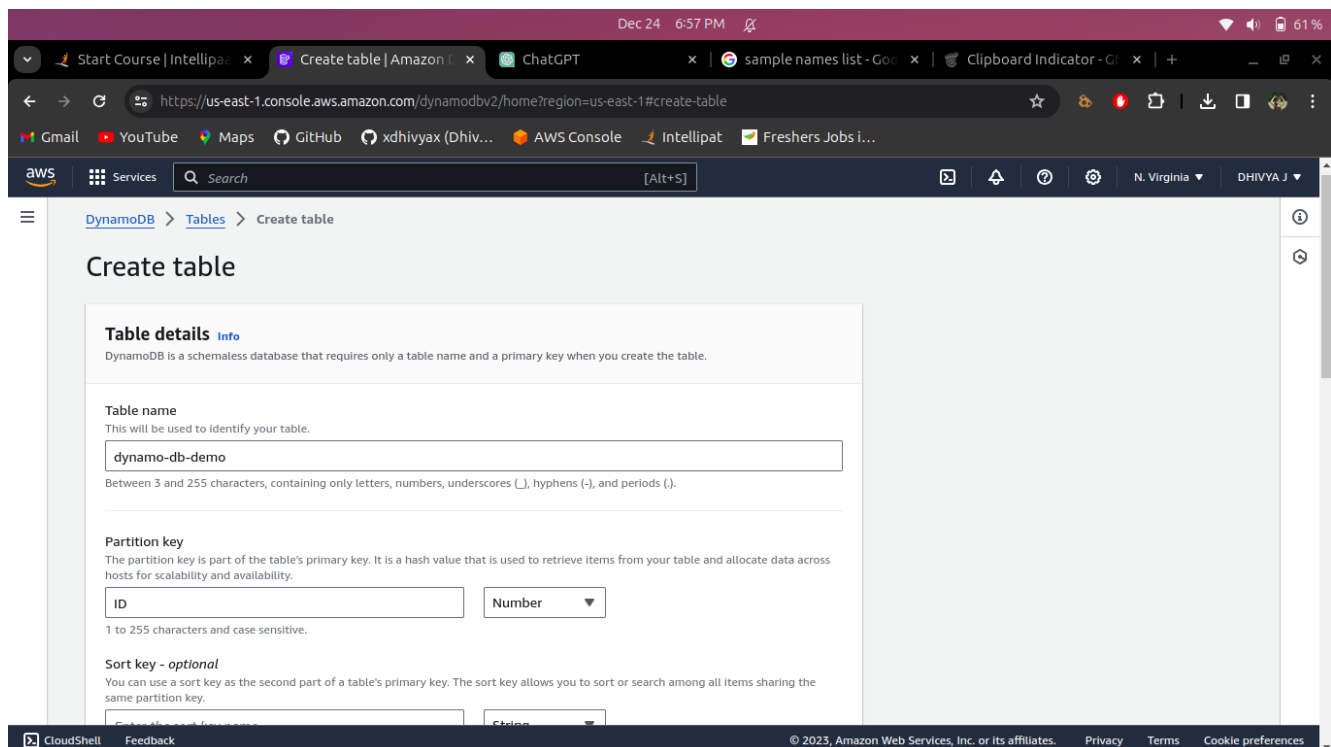 Dec 24 6:57 PM 61%
Start Course | Intellipaa Create table | Amazon D ChatGPT sample names list - Goo Clipboard Indicator - G
https://us-east-1.console.aws.amazon.com/dynamodbv2/home?region=us-east-1#create-table
Gmail YouTube Maps GitHub xdhivyax (Dhiv... AWS Console Intellipat Freshers Jobs i...
aws Services Search [Alt+S] N. Virginia DHIVYA J
DynamoDB > Tables > Create table
Create table
Table details Info
DynamoDB is a schemaless database that requires only a table name and a primary key when you create the table.
Table name
This will be used to identify your table.
dynamo-db-demo
Between 3 and 255 characters, containing only letters, numbers, underscores (_), hyphens (-), and periods (.).
Partition key
The partition key is part of the table's primary key. It is a hash value that is used to retrieve items from your table and allocate data across
hosts for scalability and availability.
ID Number
1 to 255 characters and case sensitive.
Sort key - optional
You can use a sort key as the second part of a table's primary key. The sort key allows you to sort or search among all items sharing the
same partition key.
Enter the sort key name String
CloudShell Feedback © 2023, Amazon Web Services, Inc. or its affiliates. Privacy Terms Cookie preferences